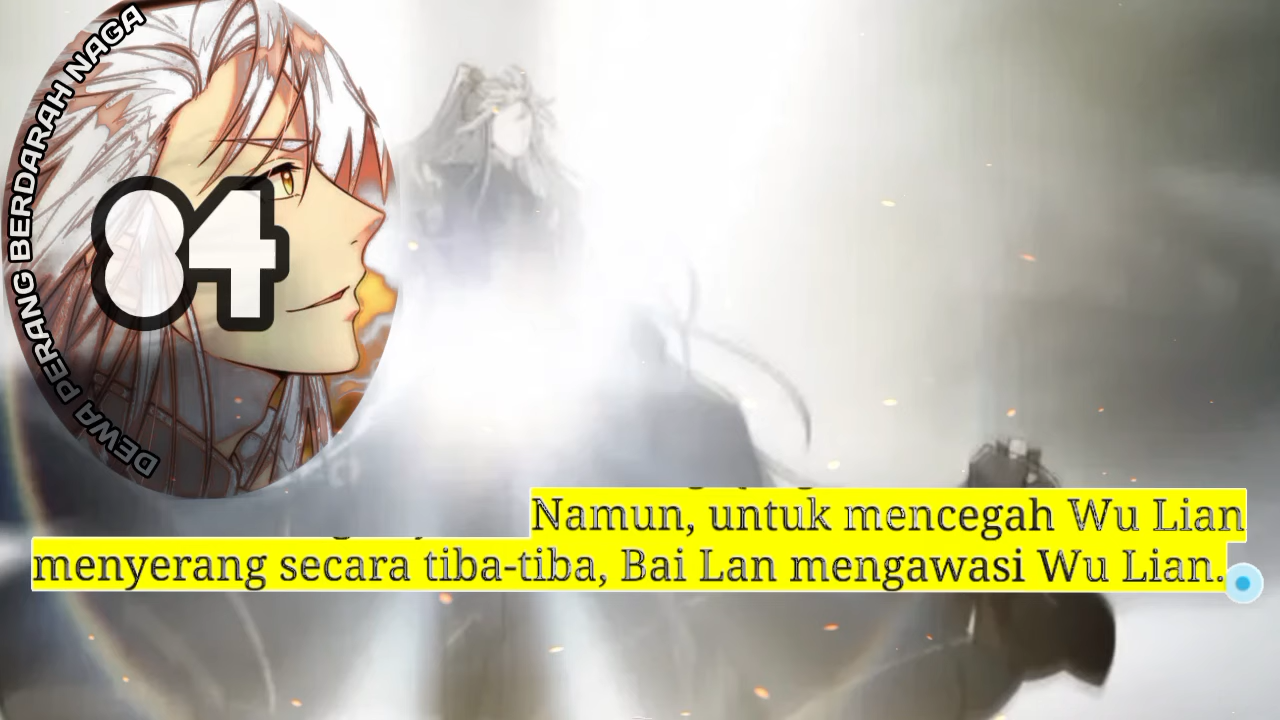 DEWA PERANG BERDARAH NAGA
84
Namun, untuk mencegah Wu Lian
menyerang secara tiba-tiba, Bai Lan mengawasi Wu Lian.